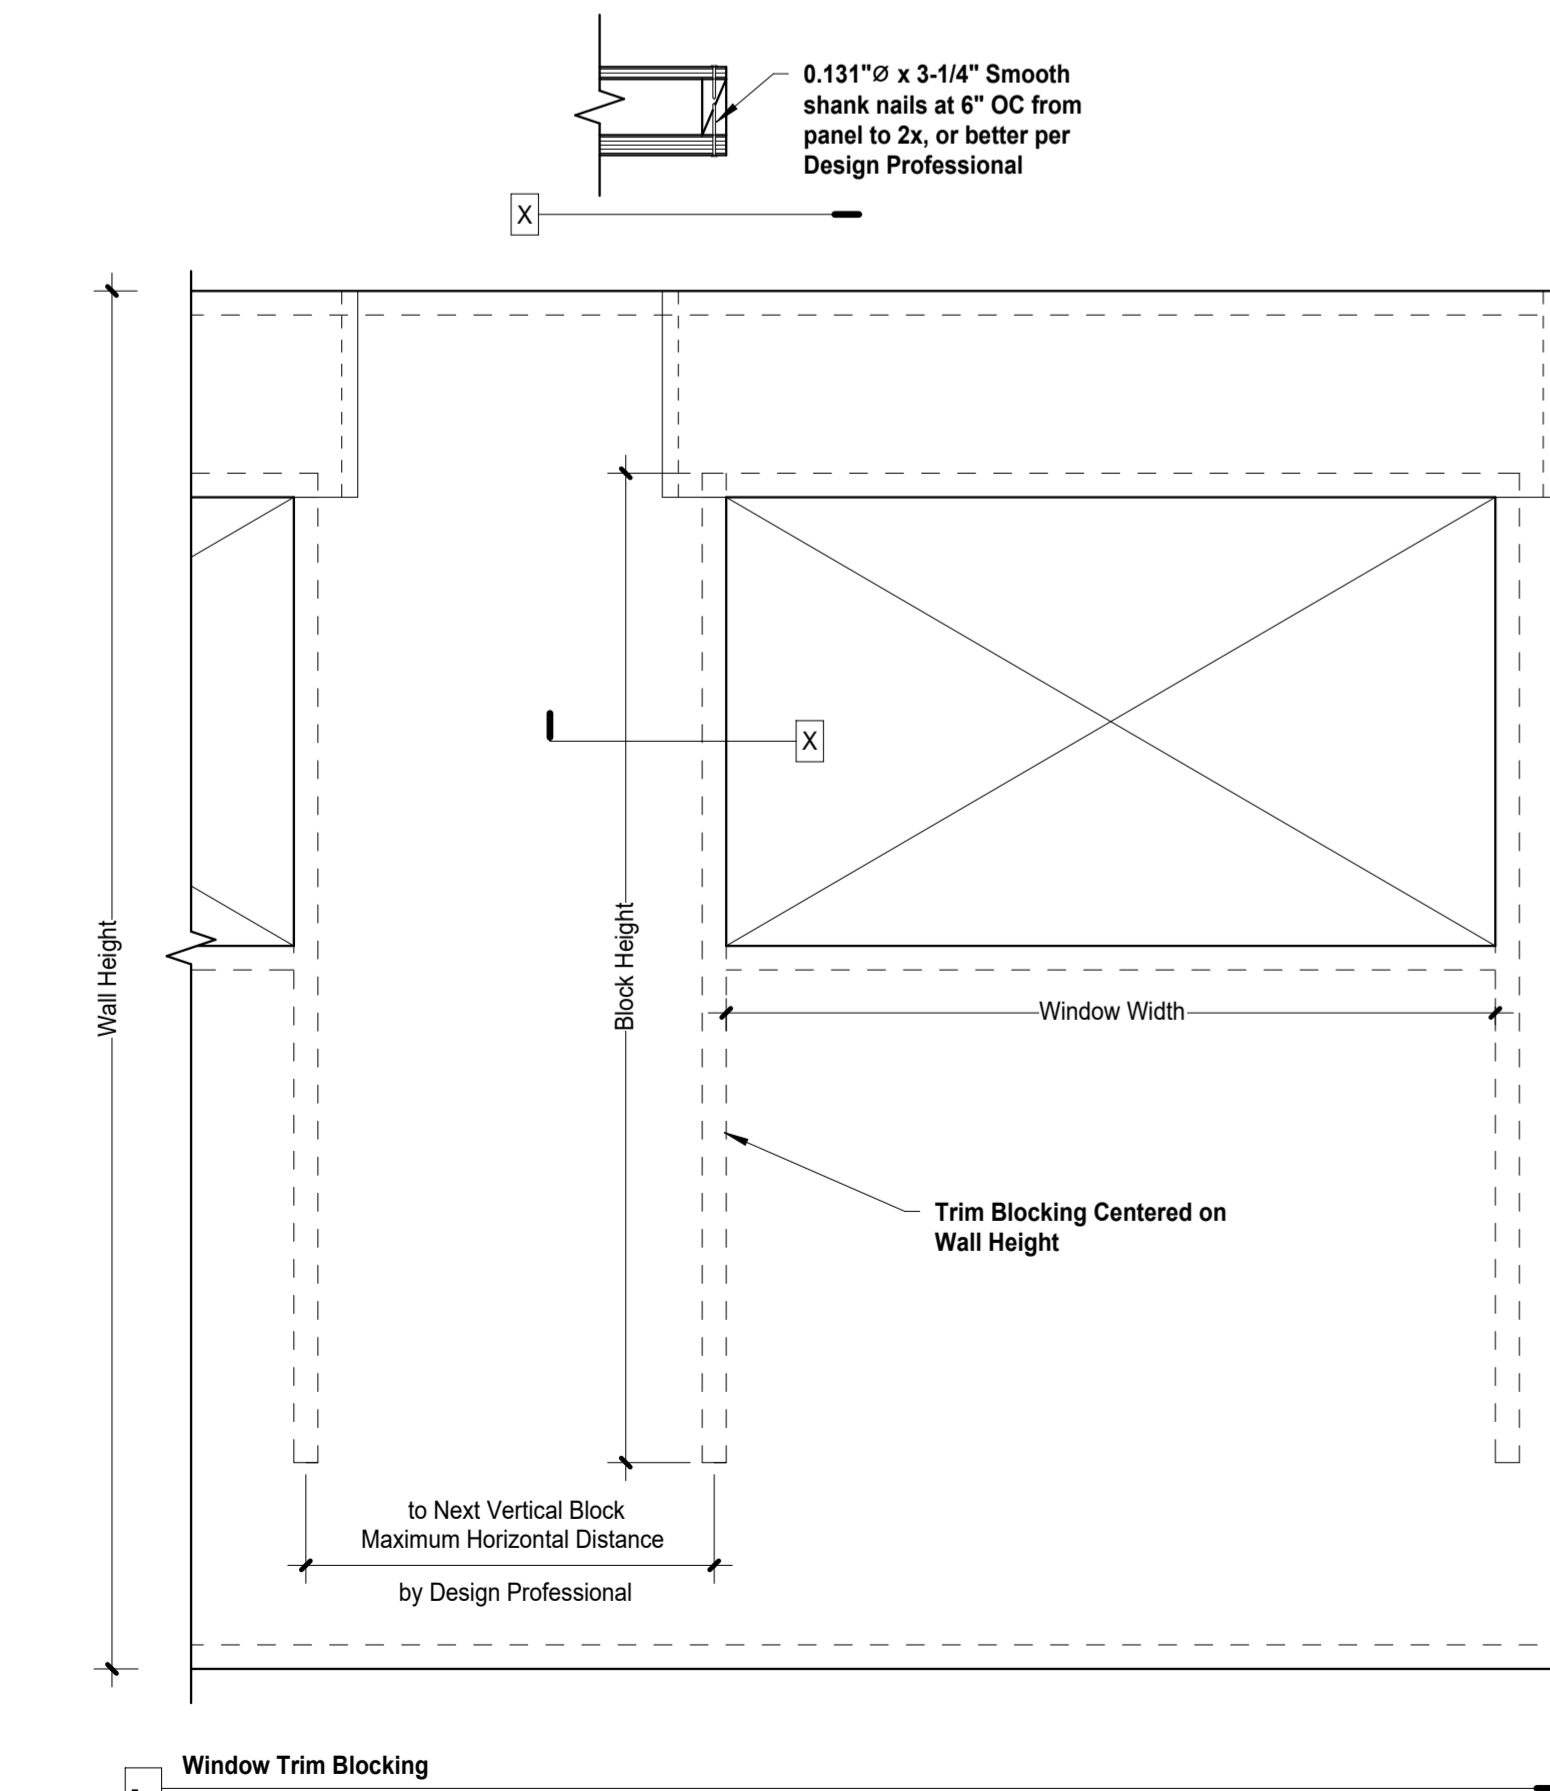 0.131"Ø x 3-1/4" Smooth
shank nails at 6" OC from
panel to 2x, or better per
Design Professional
X
X
Wall Height
Block Height
Window Width
Trim Blocking Centered on
Wall Height
to Next Vertical Block
Maximum Horizontal Distance
by Design Professional
Window Trim Blocking